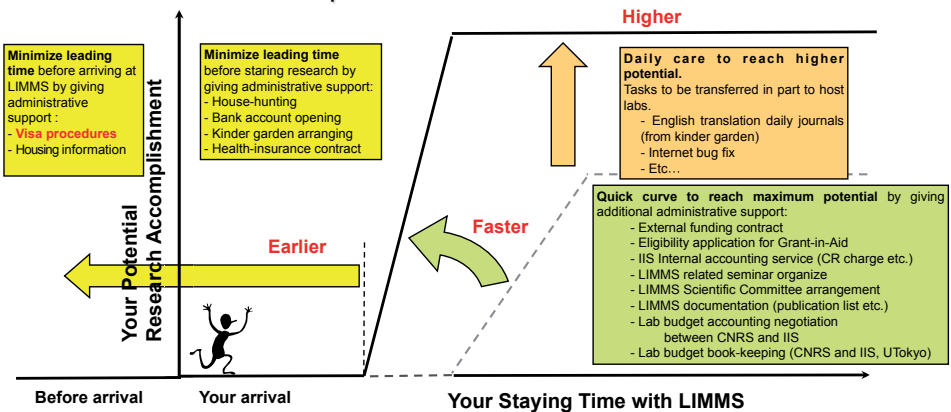 Higher
Minimize leading
time before arriving at
LIMMS by giving
administrative
support :
- Visa procedures
- Housing information
Minimize leading time
before staring research by
giving administrative support:
- House-hunting
- Bank account opening
- Kinder garden arranging
- Health-insurance contract
Daily care to reach higher
potential.
Tasks to be transferred in part to host
labs.
- English translation daily journals
(from kinder garden)
- Internet bug fix
- Etc…
Quick curve to reach maximum potential by giving
additional administrative support:
- External funding contract
- Eligibility application for Grant-in-Aid
- IIS Internal accounting service (CR charge etc.)
- LIMMS related seminar organize
- LIMMS Scientific Committee arrangement
- LIMMS documentation (publication list etc.)
- Lab budget accounting negotiation
between CNRS and IIS
- Lab budget book-keeping (CNRS and IIS, UTokyo)
Faster
Earlier
Your Potential
Research Accomplishment
Before arrival
Your arrival
Your Staying Time with LIMMS